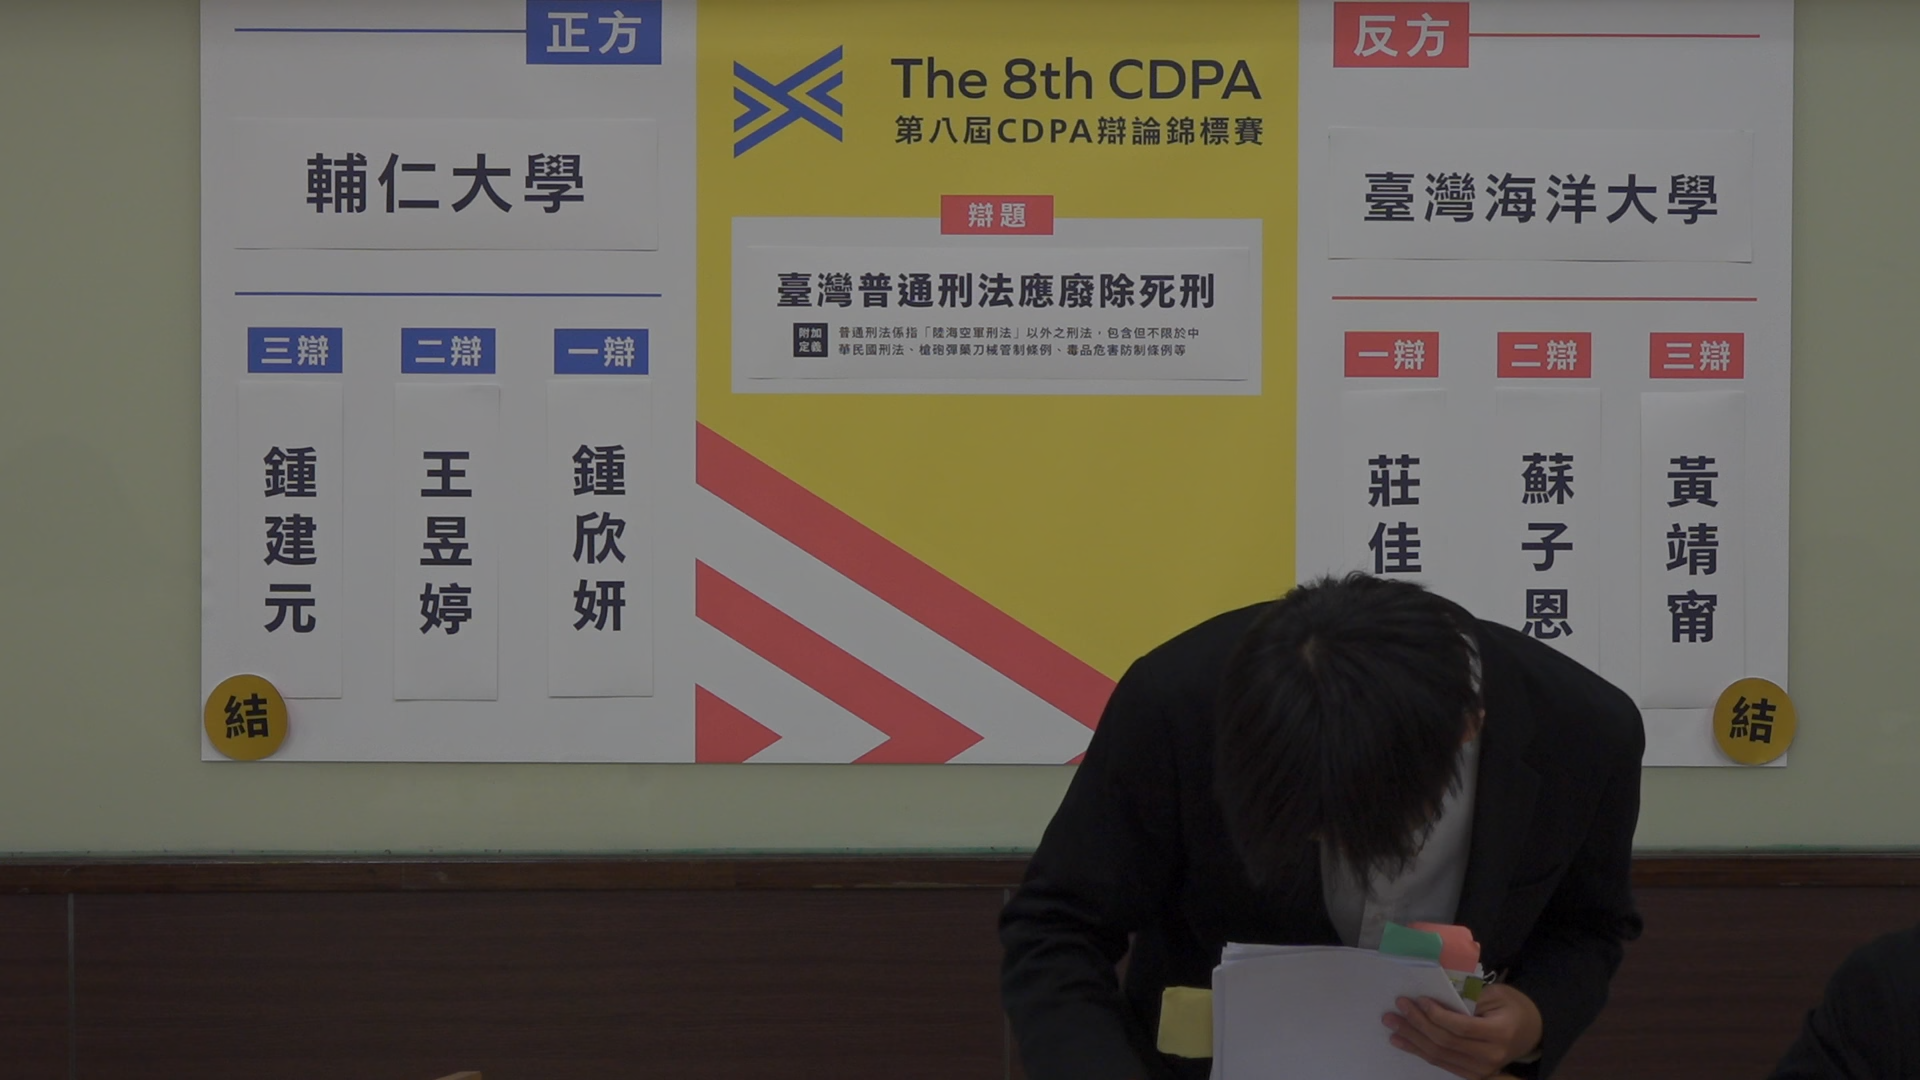 正方
輔仁大學
三辯
二辯
一辯
鍾建元
王昱婷
鍾欣妍
結
The 8th CDPA
第八屆CDPA辯論錦標賽
辯題
臺灣普通刑法應廢除死刑
附加
定義
普通刑法係指「陸海空軍刑法」以外之刑法，包含但不限於中
華民國刑法、槍砲彈藥刀械管制條例、毒品危害防制條例等
反方
臺灣海洋大學
一辯
二辯
三辯
莊佳
蘇子恩
黃靖甯
結